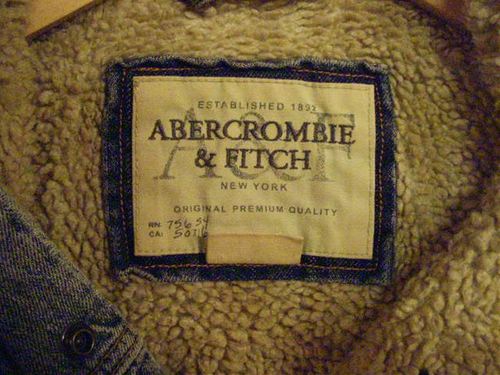 ESTABLISHED 1892
A&F
ABERCROMBIE
& FITCH
NEW YORK
ORIGINAL PREMIUM QUALITY
RN: 75654
CA: